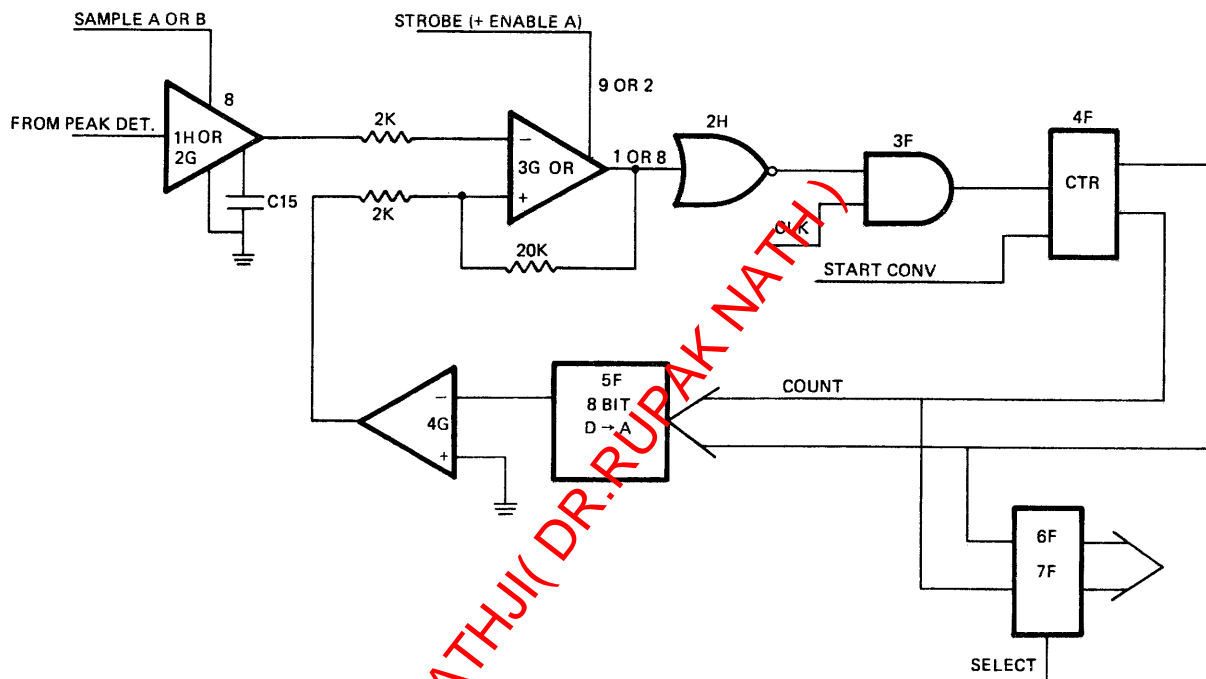 SAMPLE A OR B
STROBE (+ ENABLE A)
8
9 OR 2
FROM PEAK DET.
1H OR
2G
C15
2K
2K
−
3G OR
+
1 OR 8
20K
2H
3F
CLK
4F
CTR
START CONV
COUNT
5F
8 BIT
D→A
−
4G
+
6F
7F
SELECT
ATHJI( DR.RUPAK NATH )